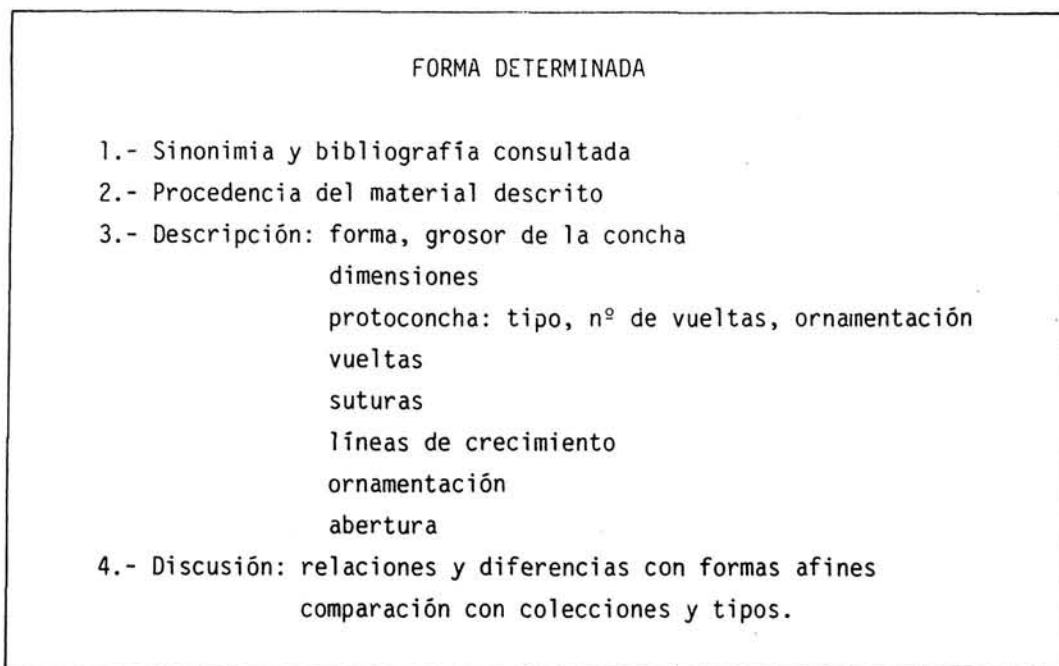 FORMA DETERMINADA
1.- Sinonimia y bibliografía consultada
2.- Procedencia del material descrito
3.- Descripción: forma, grosor de la concha
dimensiones
protoconcha: tipo, nº de vueltas, ornamentación
vueltas
suturas
líneas de crecimiento
ornamentación
abertura
4.- Discusión: relaciones y diferencias con formas afines
comparación con colecciones y tipos.